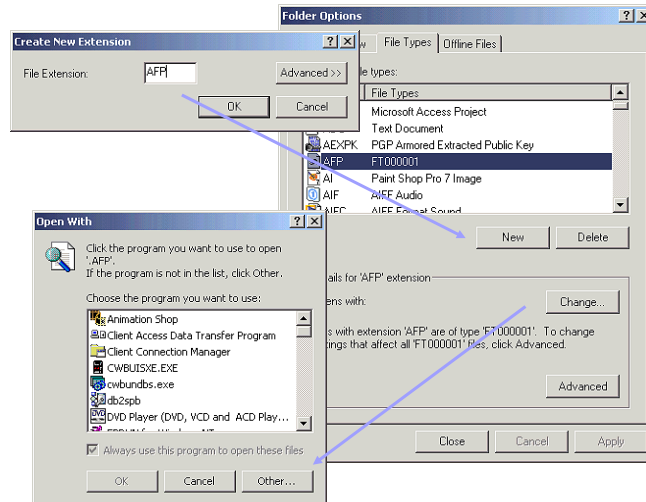 Create New Extension
File Extension:
AFP
Advanced >>
OK
Cancel
Folder Options
File Types
Offline Files
types:
File Types
Microsoft Access Project
Text Document
AEXPK PGP Armored Extracted Public Key
AFP FT000001
AI Paint Shop Pro 7 Image
AIF AIFF Audio
AIFC AIFF Format Sound
New
Delete
ails for 'AFP' extension
ens with:
Change...
s with extension 'AFP' are of type 'FT000001'. To change
ings that affect all 'FT000001' files, click Advanced.
Advanced
Close
Cancel
Apply
Open With
Click the program you want to use to open
'.AFP'.
If the program is not in the list, click Other.
Choose the program you want to use:
Animation Shop
Client Access Data Transfer Program
Client Connection Manager
CWBUISXE.EXE
cwbundbs.exe
db2spb
DVD Player (DVD, VCD and ACD Play...
Always use this program to open these files
OK
Cancel
Other...